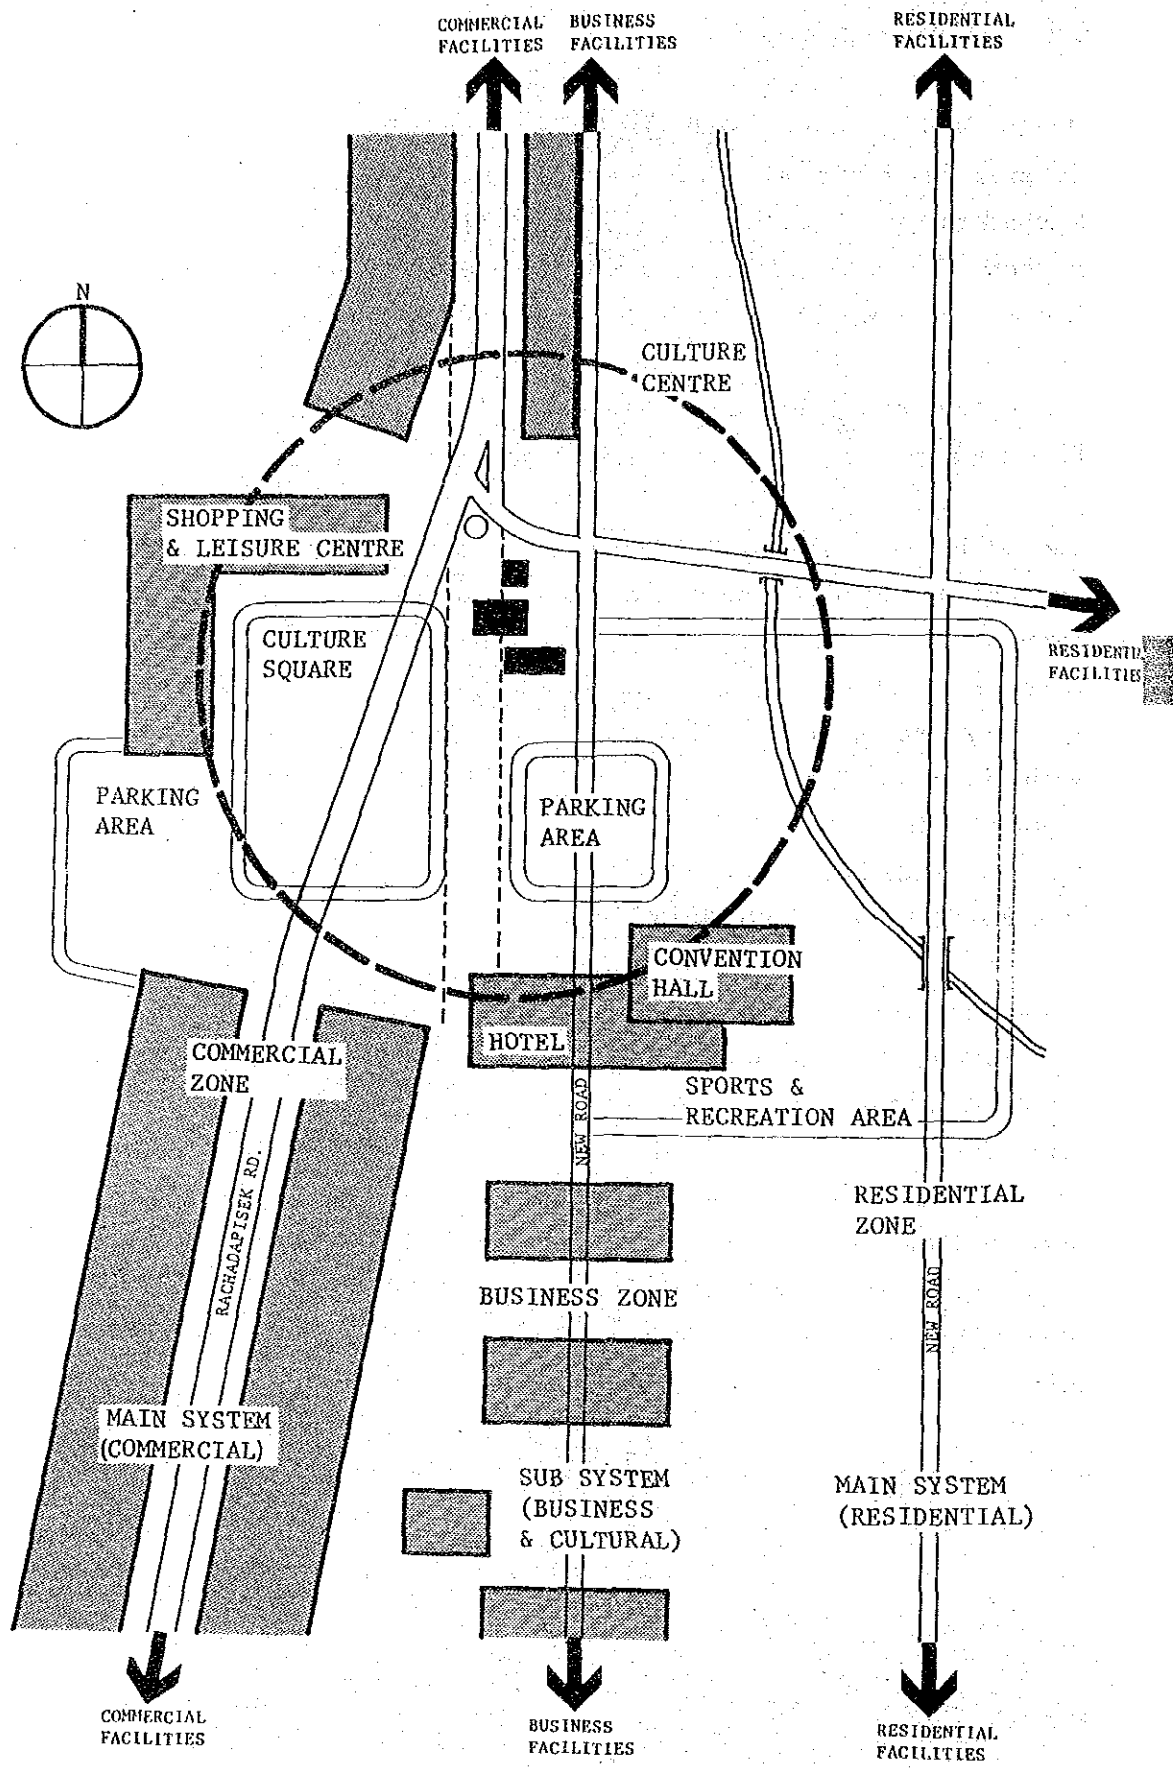 COMMERCIAL
FACILITIES
BUSINESS
FACILITIES
RESIDENTIAL
FACILITIES
N
CULTURE
CENTRE
SHOPPING
& LEISURE CENTRE
CULTURE
SQUARE
RESIDENTIA
FACILITIES
PARKING
AREA
PARKING
AREA
CONVENTION
HALL
HOTEL
COMMERCIAL
ZONE
SPORTS &
RECREATION AREA
NEW ROAD
RACHADAPISEK RD.
RESIDENTIAL
ZONE
NEW ROAD
BUSINESS ZONE
MAIN SYSTEM
(COMMERCIAL)
SUB SYSTEM
(BUSINESS
& CULTURAL)
MAIN SYSTEM
(RESIDENTIAL)
COMMERCIAL
FACILITIES
BUSINESS
FACILITIES
RESIDENTIAL
FACILITIES